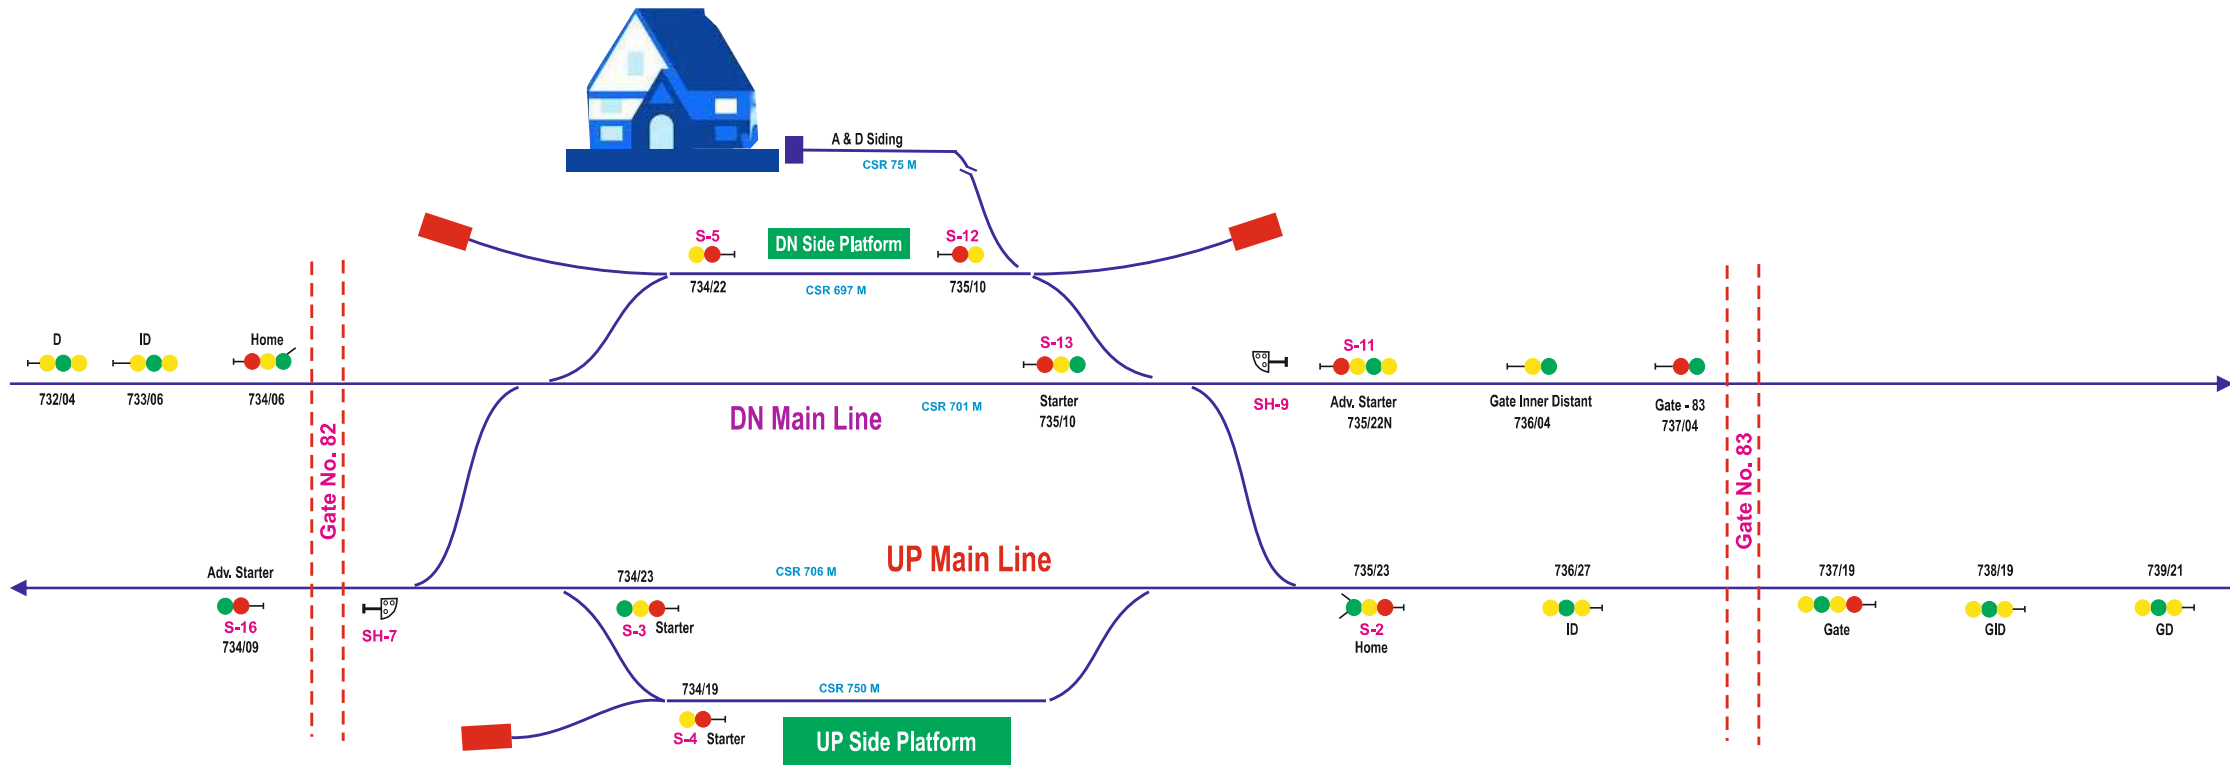 A & D Siding
CSR 75 M
S-5
DN Side Platform
S-12
734/22
CSR 697 M
735/10
D
ID
Home
S-13
S-11
732/04
733/06
734/06
DN Main Line
CSR 701 M
Starter
735/10
SH-9
Adv. Starter
735/22N
Gate Inner Distant
736/04
Gate - 83
737/04
Gate No. 82
Gate No. 83
UP Main Line
Adv. Starter
734/23
CSR 706 M
735/23
736/27
737/19
738/19
739/21
S-16
734/09
SH-7
S-3 Starter
S-2
Home
ID
Gate
GID
GD
734/19
CSR 750 M
S-4 Starter
UP Side Platform